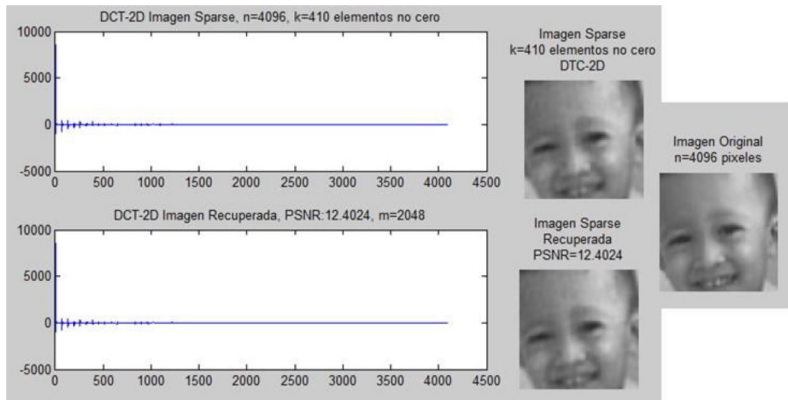 DCT-2D Imagen Sparse, n=4096, k=410 elementos no cero
10000
5000
0
-5000
0 500 1000 1500 2000 2500 3000 3500 4000 4500
Imagen Sparse
k=410 elementos no cero
DTC-2D
DCT-2D Imagen Recuperada, PSNR:12.4024, m=2048
10000
5000
0
-5000
0 500 1000 1500 2000 2500 3000 3500 4000 4500
Imagen Sparse
Recuperada
PSNR=12.4024
Imagen Original
n=4096 pixeles